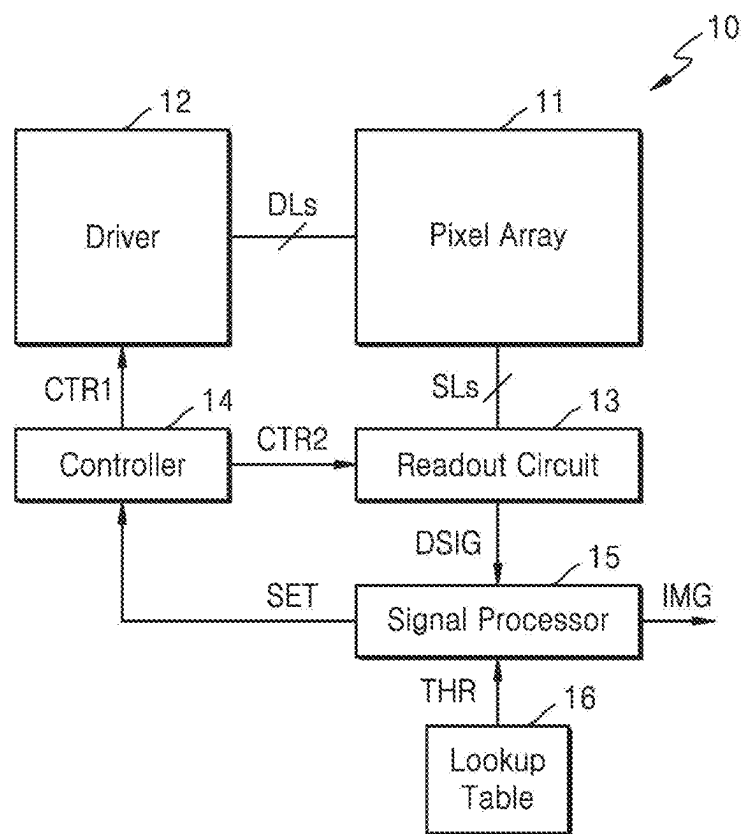 10
12
11
Driver
DLs
Pixel Array
CTR1
SLs
14
13
Controller
CTR2
Readout Circuit
DSIG
15
SET
Signal Processor
IMG
THR
16
Lookup
Table